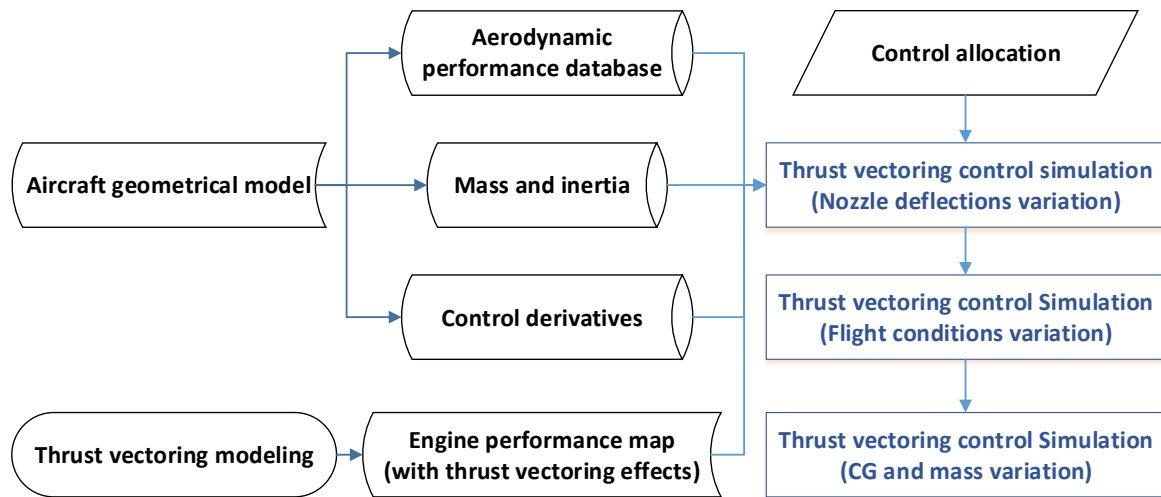 Aerodynamic
performance database
Control allocation
Aircraft geometrical model
Mass and inertia
Thrust vectoring control simulation
(Nozzle deflections variation)
Control derivatives
Thrust vectoring control Simulation
(Flight conditions variation)
Thrust vectoring modeling
Engine performance map
(with thrust vectoring effects)
Thrust vectoring control Simulation
(CG and mass variation)